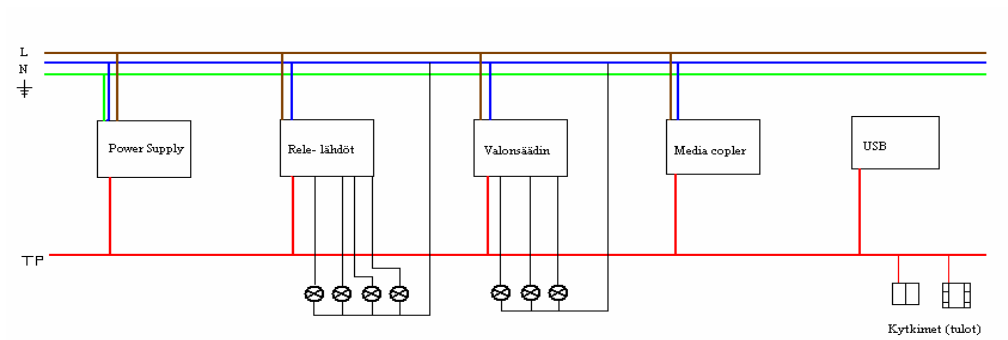 L
N
Power Supply
Rele- lähdöt
Valonsäädin
Media copler
USB
TP
Kytkimet (tulot)